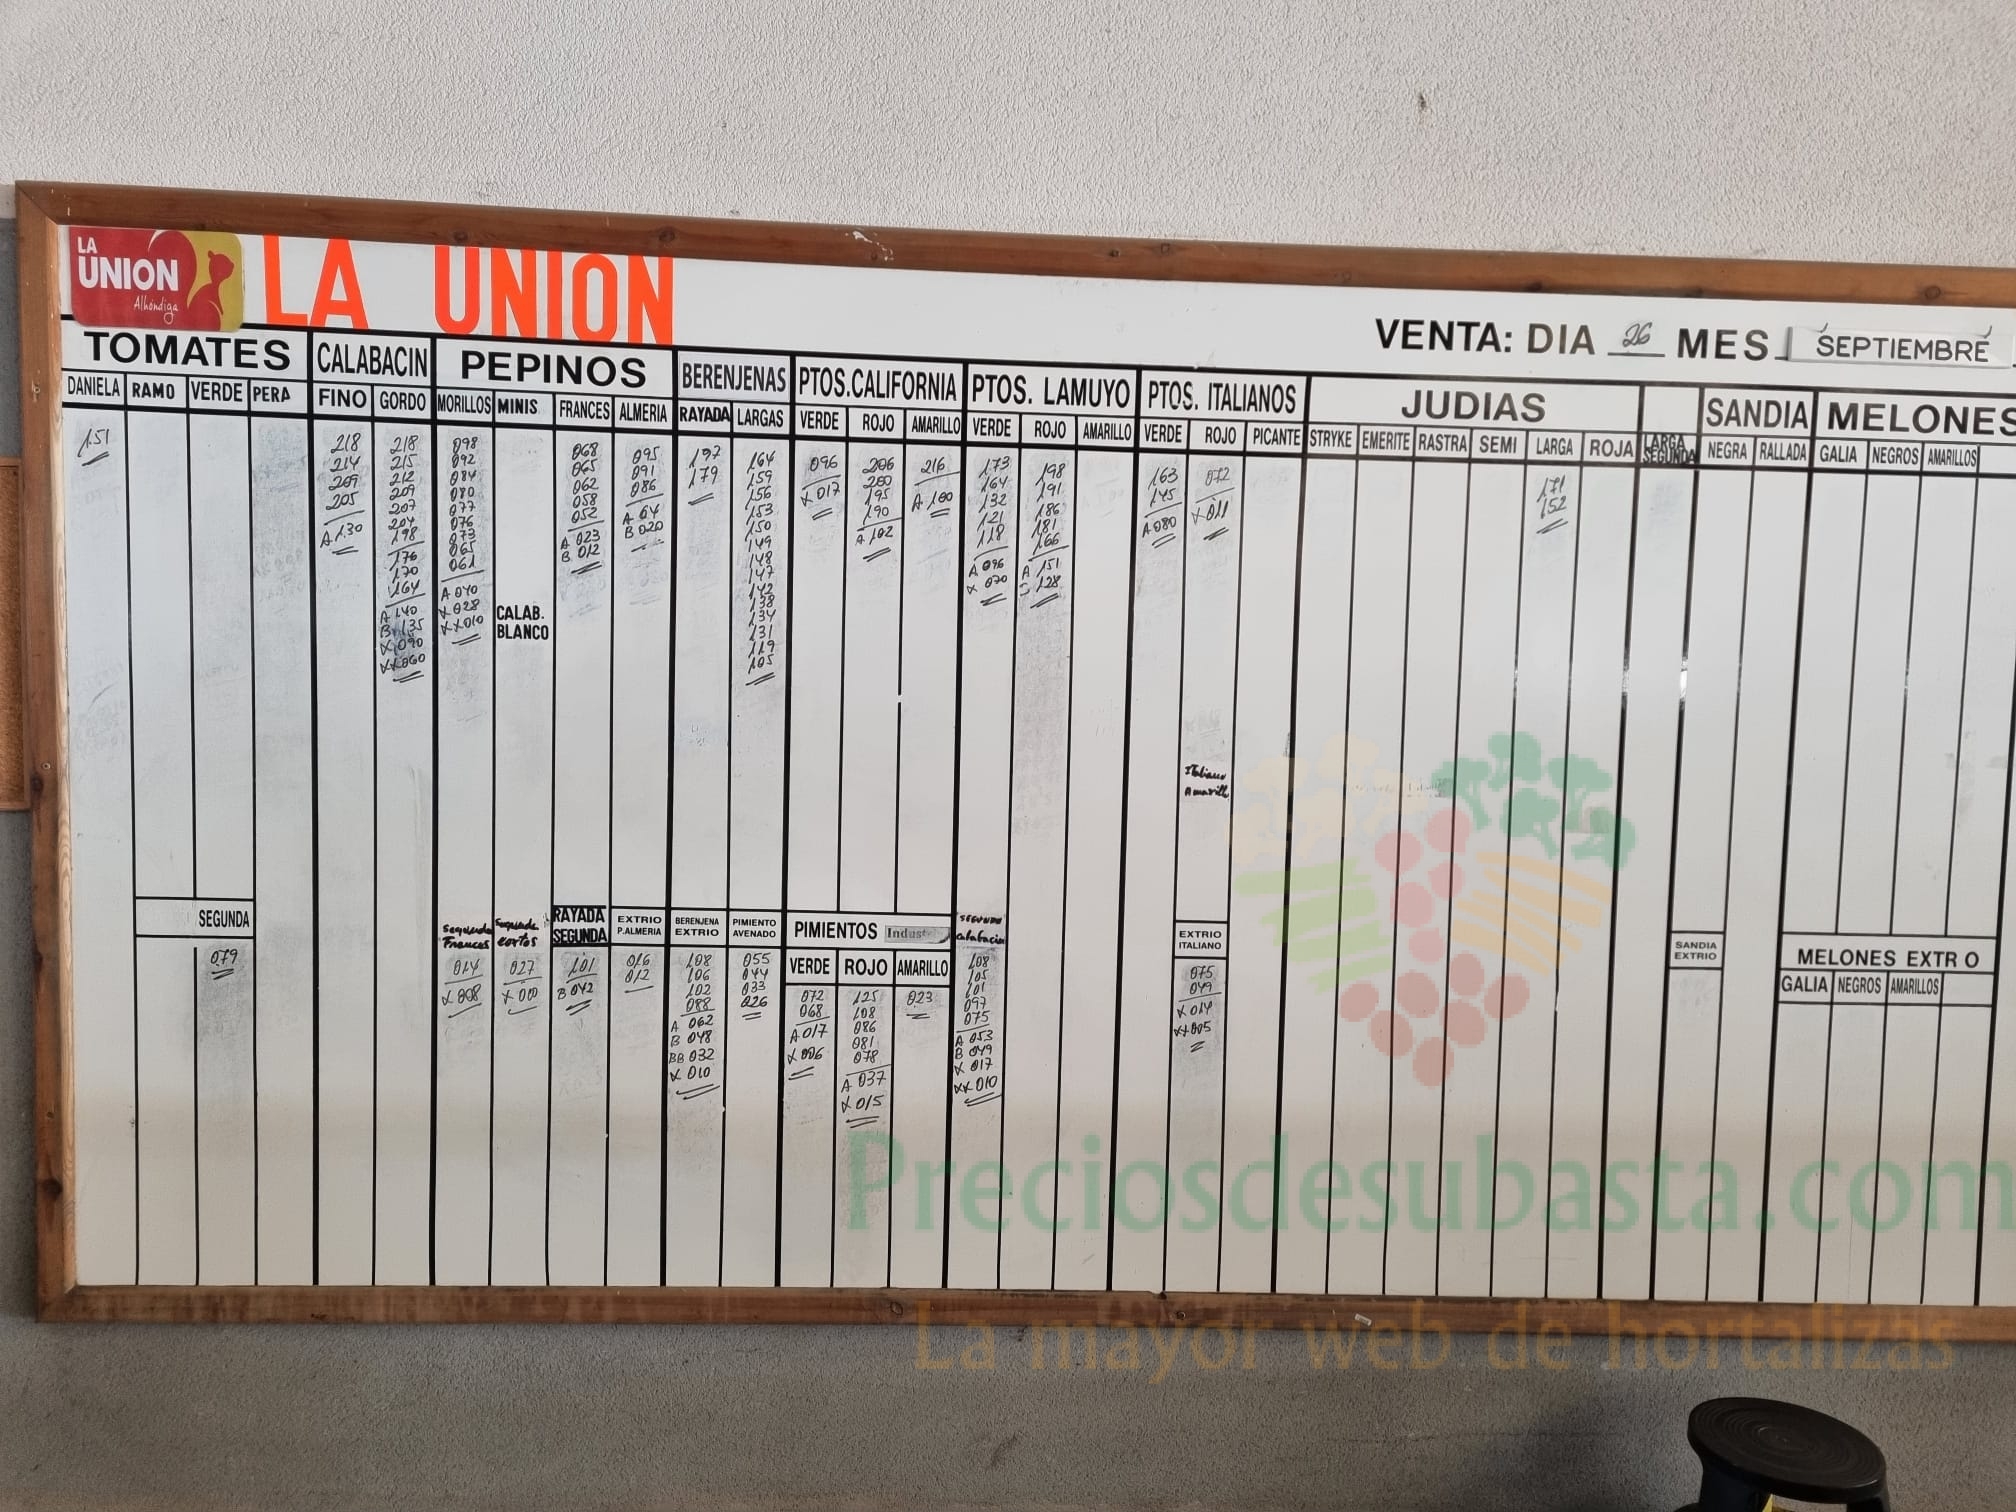 LA UNION Alhóndiga
LA UNION
VENTA: DIA 26 MES SEPTIEMBRE
TOMATES
DANIELA RAMO VERDE PERA
CALABACIN
FINO GORDO
PEPINOS
MORILLOS MINIS FRANCES ALMERIA
BERENJENAS
RAYADA LARGAS
PTOS.CALIFORNIA
VERDE ROJO AMARILLO
PTOS. LAMUYO
VERDE ROJO AMARILLO
PTOS. ITALIANOS
VERDE ROJO PICANTE
JUDIAS
STRYKE EMERITE RASTRA SEMI LARGA ROJA
LARGA SEGUNDA
SANDIA
NEGRA RALLADA
MELONES
GALIA NEGROS AMARILLOS
151
218
214
209
205
A 130
218
215
212
209
207
204
198
176
170
164
A 140
B 135
X 090
XX 060
098
092
084
080
077
076
073
065
061
A 040
X 028
XX 010
CALAB.
BLANCO
068
065
062
058
052
A 023
B 012
095
091
086
A 04
B 020
197
179
164
159
156
153
150
149
148
147
142
138
134
131
119
105
096
X 017
206
200
195
190
A 102
216
A 100
173
164
132
121
118
A 096
X 070
198
191
186
181
166
A 151
128
163
145
A 080
072
X 011
Italiano
Amarill
171
152
SEGUNDA
079
Segunda
Frances
014
X 008
Segunda
cortos
027
X 010
RAYADA
SEGUNDA
101
B 042
EXTRIO
P.ALMERIA
016
012
BERENJENA
EXTRIO
108
106
102
088
A 062
B 048
BB 032
X 010
PIMIENTO
AVENADO
055
044
033
026
PIMIENTOS
VERDE ROJO AMARILLO
072
068
A 017
X 006
125
108
086
081
078
A 037
X 015
023
SEGUNDA
Calabacin
108
105
101
097
075
A 053
B 049
X 017
XX 010
EXTRIO
ITALIANO
075
049
X 014
XX 005
SANDIA
EXTRIO
MELONES EXTR O
GALIA NEGROS AMARILLOS
Preciosdesubasta.com
La mayor web de hortalizas